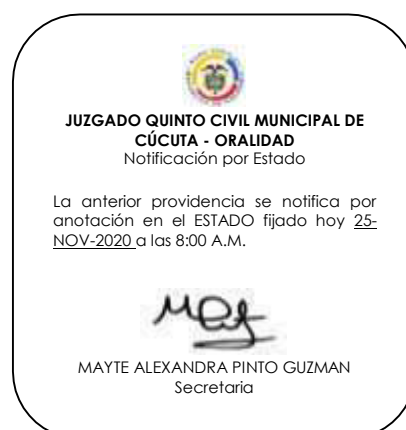 JUZGADO QUINTO CIVIL MUNICIPAL DE
CÚCUTA - ORALIDAD
Notificación por Estado
La anterior providencia se notifica por
anotación en el ESTADO fijado hoy 25-
NOV-2020 a las 8:00 A.M.
MAYTE ALEXANDRA PINTO GUZMAN
Secretaria